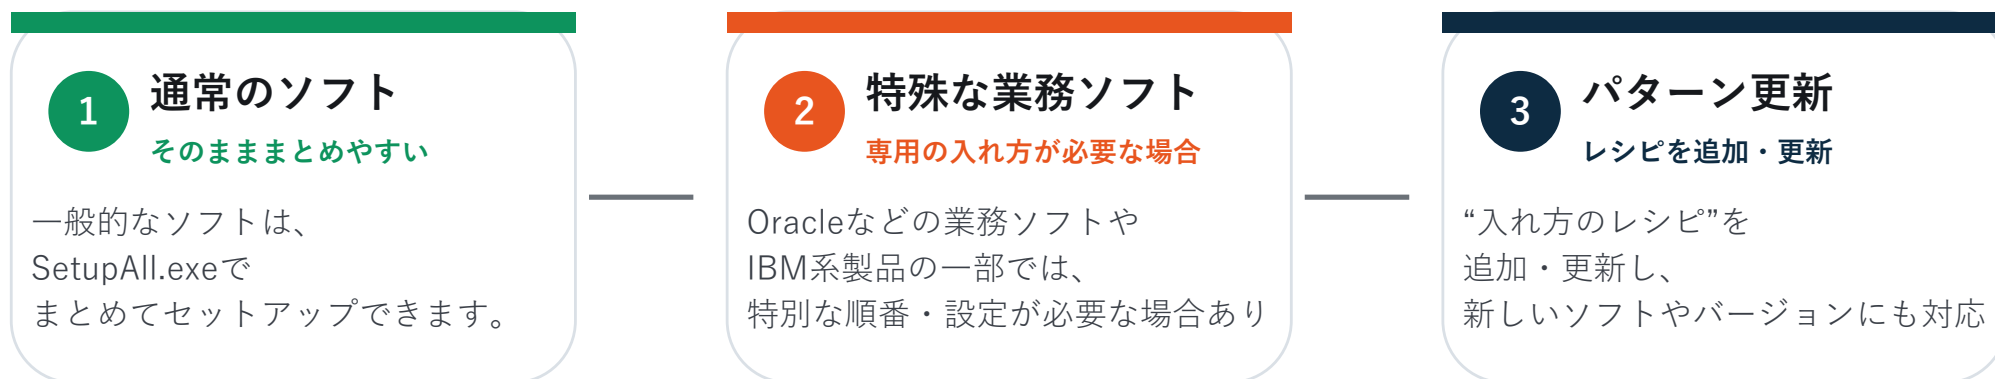 1
通常のソフト
そのまままとめやすい
一般的なソフトは、
SetupAll.exeで
まとめてセットアップできます。
2
特殊な業務ソフト
専用の入れ方が必要な場合
Oracleなどの業務ソフトや
IBM系製品の一部では、
特別な順番・設定が必要な場合あり
3
パターン更新
レシピを追加・更新
“入れ方のレシピ”を
追加・更新し、
新しいソフトやバージョンにも対応